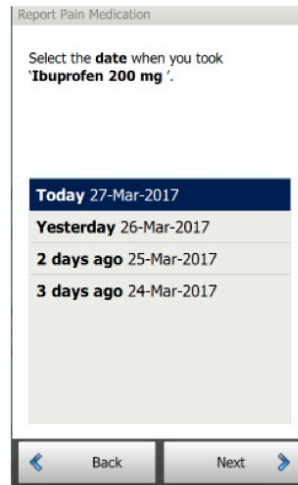 Report Pain Medication
Select the date when you took
'Ibuprofen 200 mg '.
Today 27-Mar-2017
Yesterday 26-Mar-2017
2 days ago 25-Mar-2017
3 days ago 24-Mar-2017
Back
Next